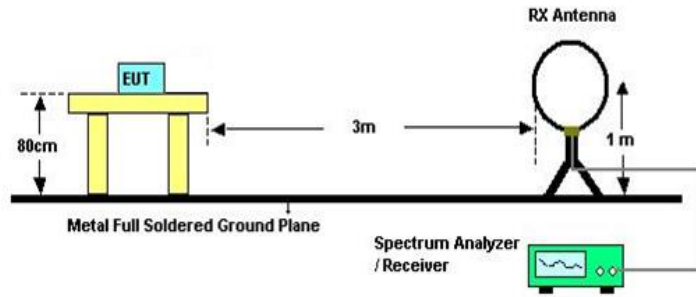 RX Antenna
EUT
80cm
3m
1 m
Metal Full Soldered Ground Plane
Spectrum Analyzer
/ Receiver